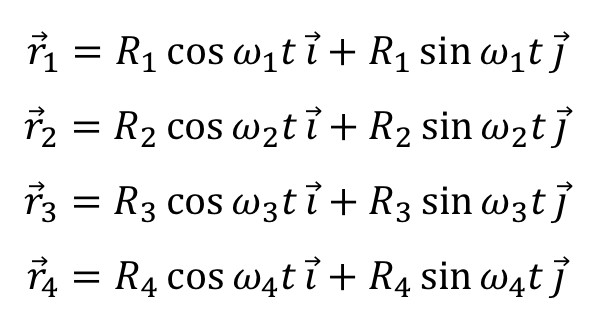 r⃗₁ = R₁ cos ω₁t i⃗ + R₁ sin ω₁t j⃗
r⃗₂ = R₂ cos ω₂t i⃗ + R₂ sin ω₂t j⃗
r⃗₃ = R₃ cos ω₃t i⃗ + R₃ sin ω₃t j⃗
r⃗₄ = R₄ cos ω₄t i⃗ + R₄ sin ω₄t j⃗